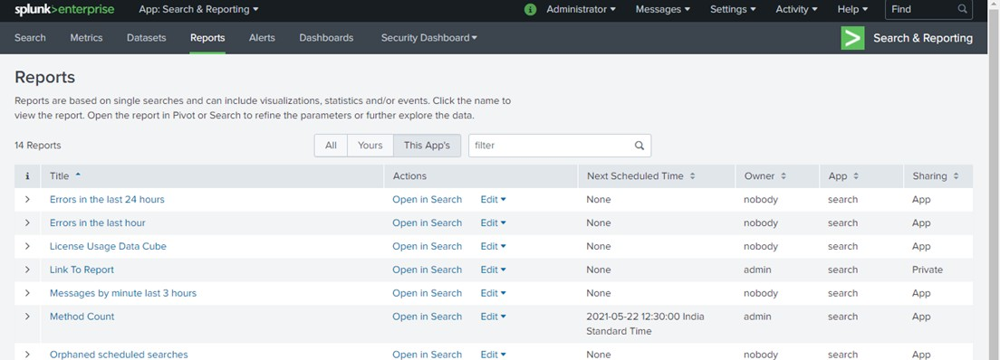 splunk>enterprise App: Search & Reporting Administrator Messages Settings Activity Help Find
Search Metrics Datasets Reports Alerts Dashboards Security Dashboard Search & Reporting
Reports
Reports are based on single searches and can include visualizations, statistics and/or events. Click the name to
view the report. Open the report in Pivot or Search to refine the parameters or further explore the data.
14 Reports All Yours This App's filter
i Title Actions Next Scheduled Time Owner App Sharing
Errors in the last 24 hours Open in Search Edit None nobody search App
Errors in the last hour Open in Search Edit None nobody search App
License Usage Data Cube Open in Search Edit None nobody search App
Link To Report Open in Search Edit None admin search Private
Messages by minute last 3 hours Open in Search Edit None nobody search App
Method Count Open in Search Edit 2021-05-22 12:30:00 India admin search App
Standard Time
Orphaned scheduled searches Open in Search Edit None nobody search App